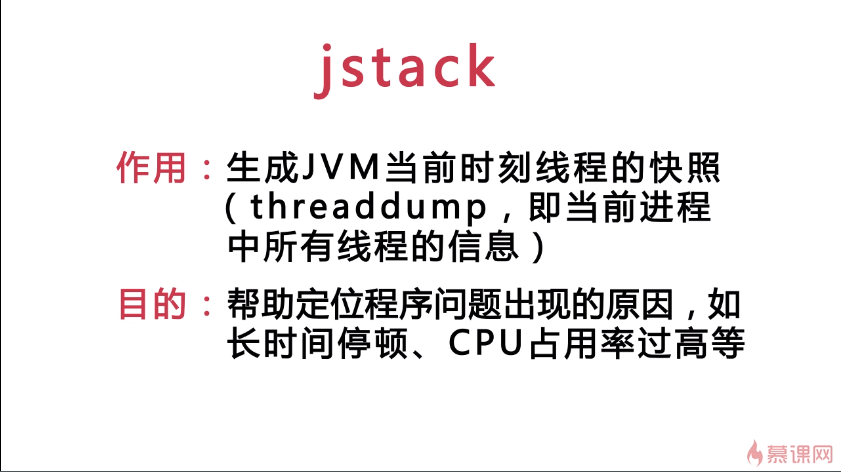 jstack
作用：生成JVM当前时刻线程的快照
（threaddump，即当前进程
中所有线程的信息）
目的：帮助定位程序问题出现的原因，如
长时间停顿、CPU占用率过高等
慕课网